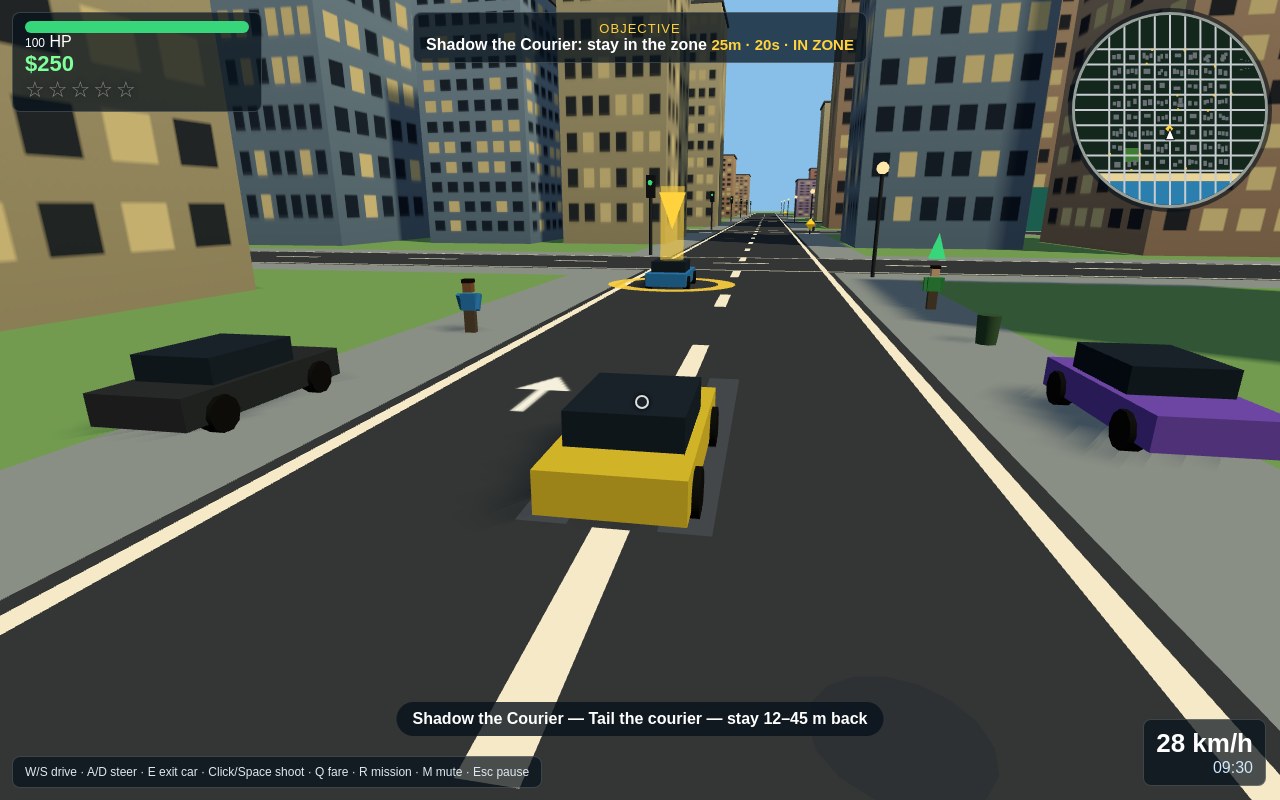 100 HP
$250
OBJECTIVE
Shadow the Courier: stay in the zone 25m · 20s · IN ZONE
Shadow the Courier — Tail the courier — stay 12–45 m back
W/S drive · A/D steer · E exit car · Click/Space shoot · Q fare · R mission · M mute · Esc pause
28 km/h
09:30